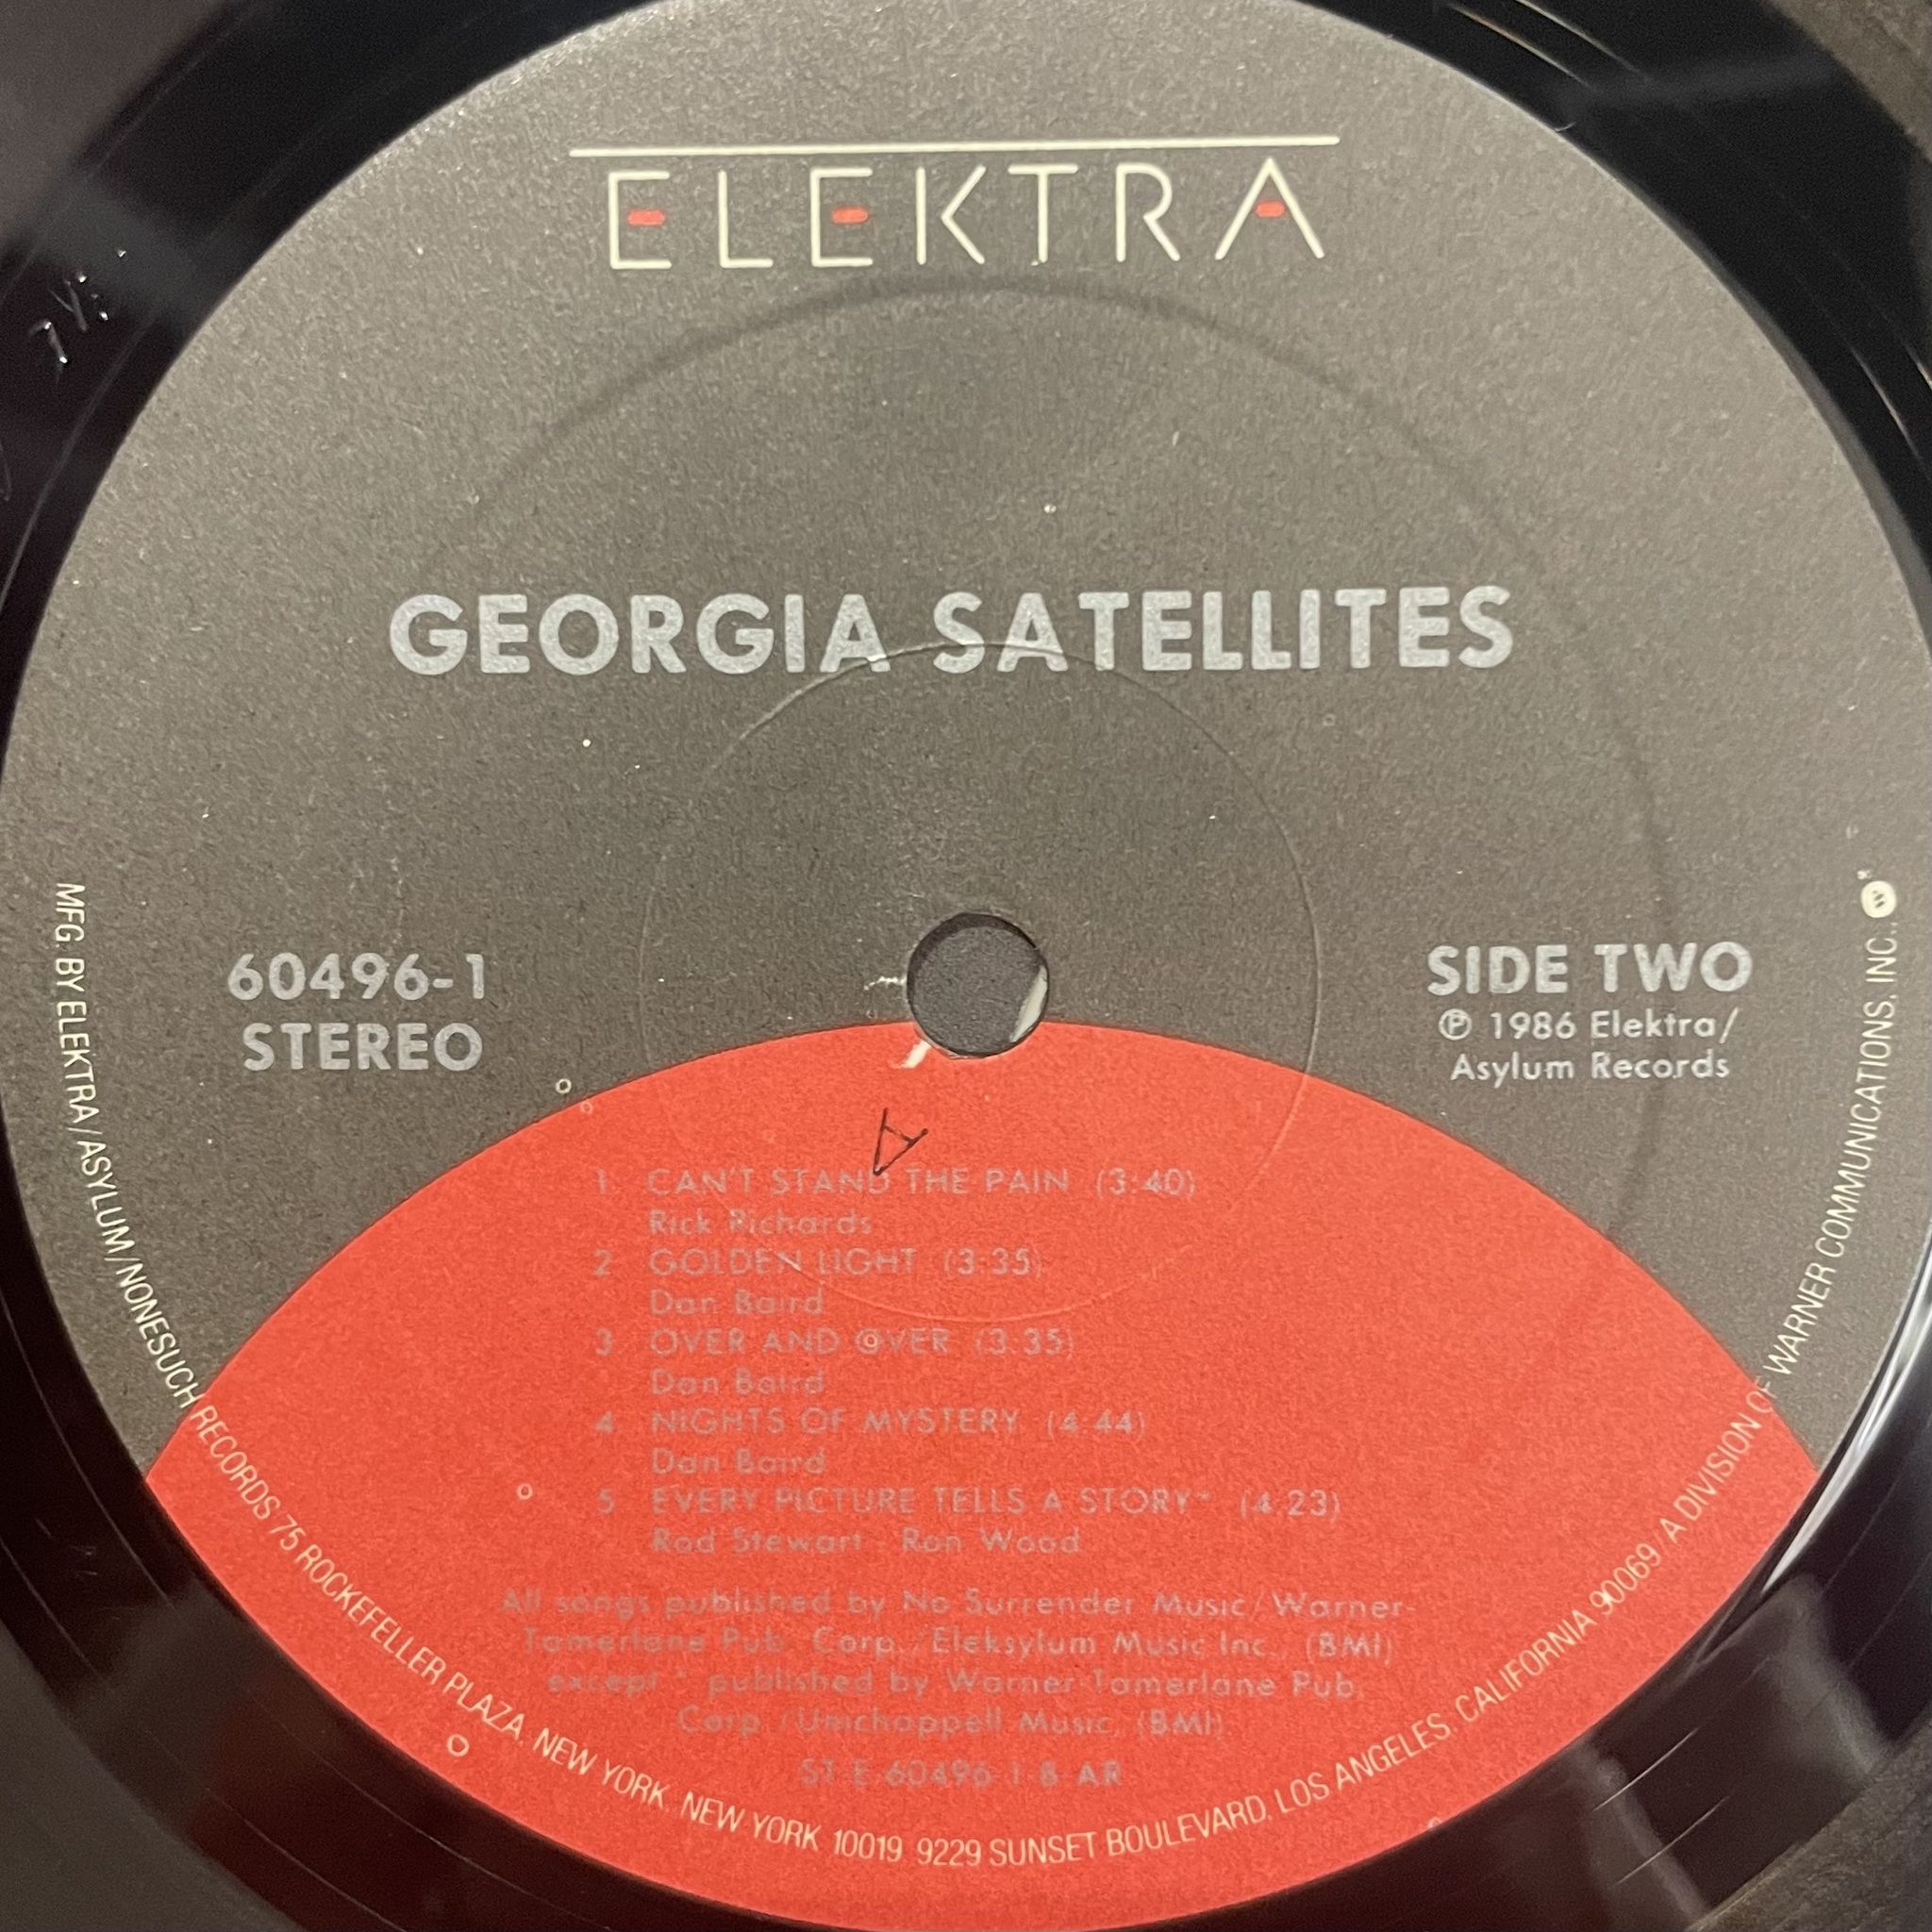 ELEKTRA
GEORGIA SATELLITES
60496-1
STEREO
SIDE TWO
℗ 1986 Elektra/
Asylum Records
A
1. CAN'T STAND THE PAIN (3:40)
Rick Richards
2. GOLDEN LIGHT (3:35)
Dan Baird
3. OVER AND OVER (3:35)
Dan Baird
4. NIGHTS OF MYSTERY (4:44)
Dan Baird
5. EVERY PICTURE TELLS A STORY* (4:23)
Rod Stewart - Ron Wood
All songs published by No Surrender Music/Warner-
Tamerlane Pub. Corp./Eleksylum Music Inc., (BMI)
except * published by Warner-Tamerlane Pub.
Corp./Unichappell Music, (BMI).
ST-E-60496-1-B AR
MFG. BY ELEKTRA/ASYLUM/NONESUCH RECORDS 75 ROCKEFELLER PLAZA, NEW YORK, NEW YORK 10019 9229 SUNSET BOULEVARD, LOS ANGELES, CALIFORNIA 90069 A DIVISION OF WARNER COMMUNICATIONS, INC.,